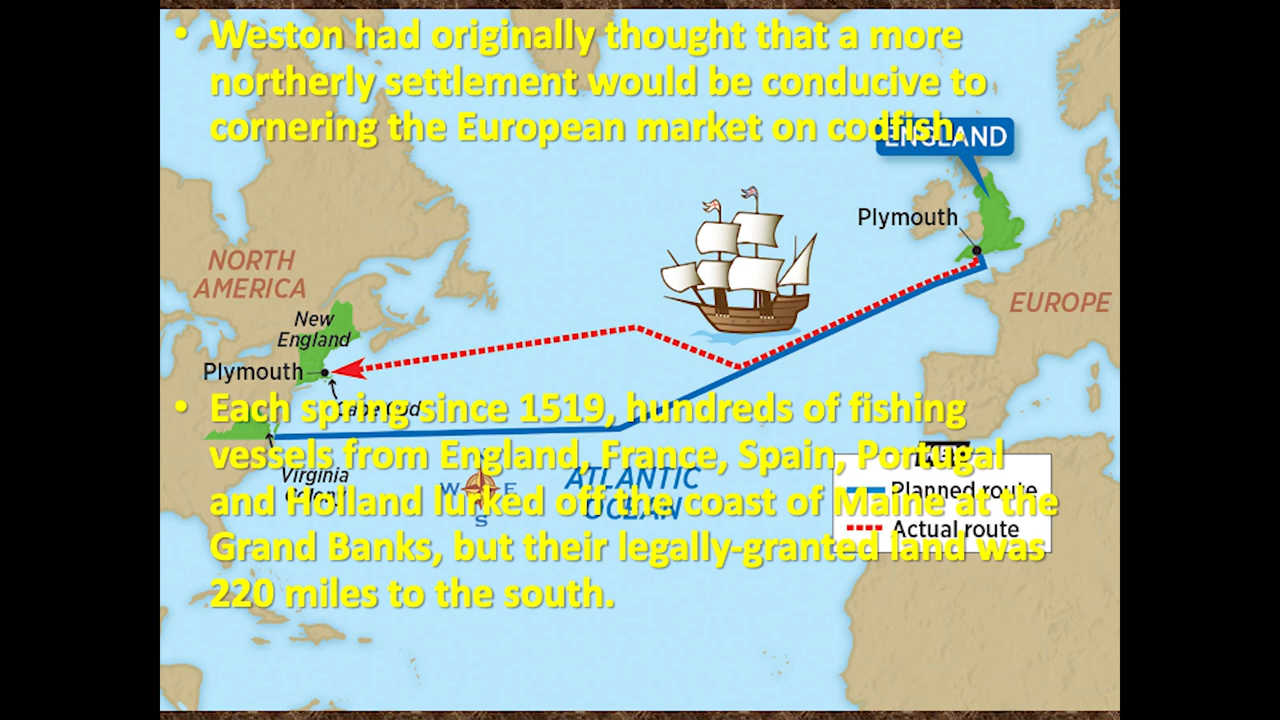 • Weston had originally thought that a more
northerly settlement would be conducive to
cornering the European market on codfish.
ENGLAND
Plymouth
NORTH
AMERICA
EUROPE
New
England
Plymouth
Cape Cod
• Each spring since 1519, hundreds of fishing
vessels from England, France, Spain, Portugal
and Holland lurked off the coast of Maine at the
Grand Banks, but their legally-granted land was
220 miles to the south.
Virginia
Colony
W E
S
ATLANTIC
OCEAN
Planned route
Actual route